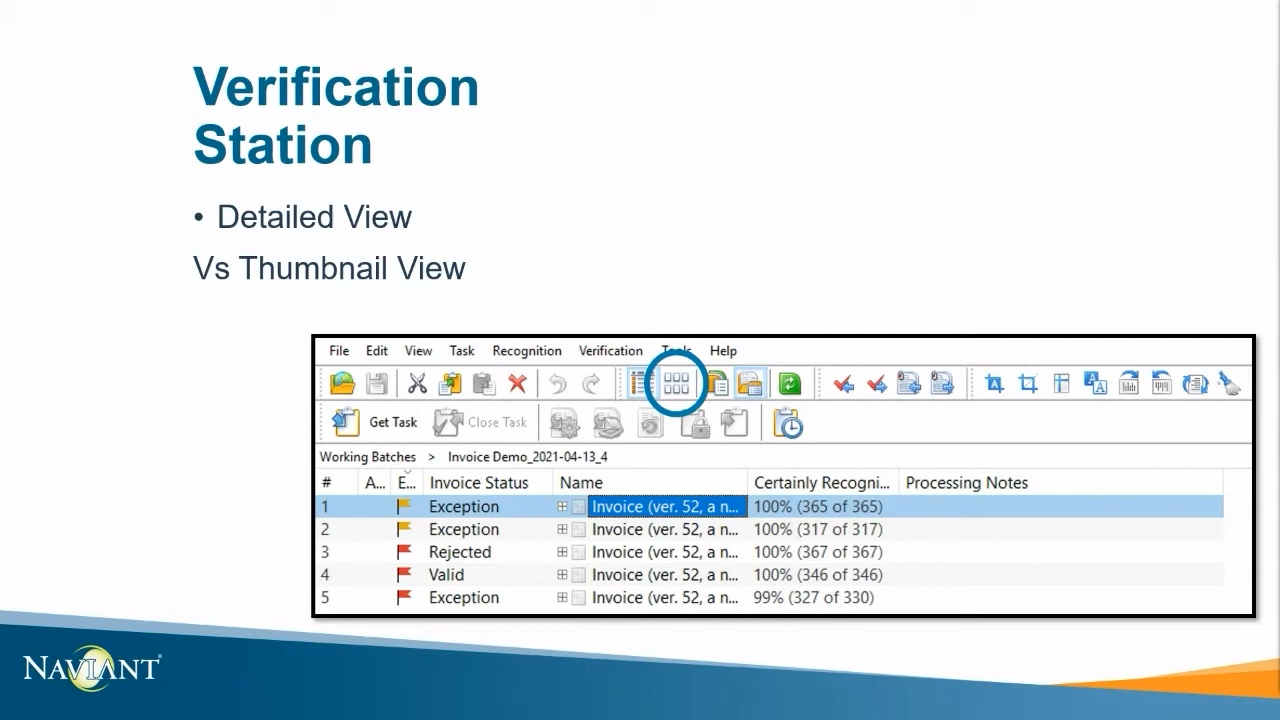 Verification
Station
• Detailed View
Vs Thumbnail View
File Edit View Task Recognition Verification Tools Help
Get Task Close Task
Working Batches > Invoice Demo_2021-04-13_4
# A... E... Invoice Status Name Certainly Recogni... Processing Notes
1 Exception Invoice (ver. 52, a n... 100% (365 of 365)
2 Exception Invoice (ver. 52, a n... 100% (317 of 317)
3 Rejected Invoice (ver. 52, a n... 100% (367 of 367)
4 Valid Invoice (ver. 52, a n... 100% (346 of 346)
5 Exception Invoice (ver. 52, a n... 99% (327 of 330)
NAVIANT